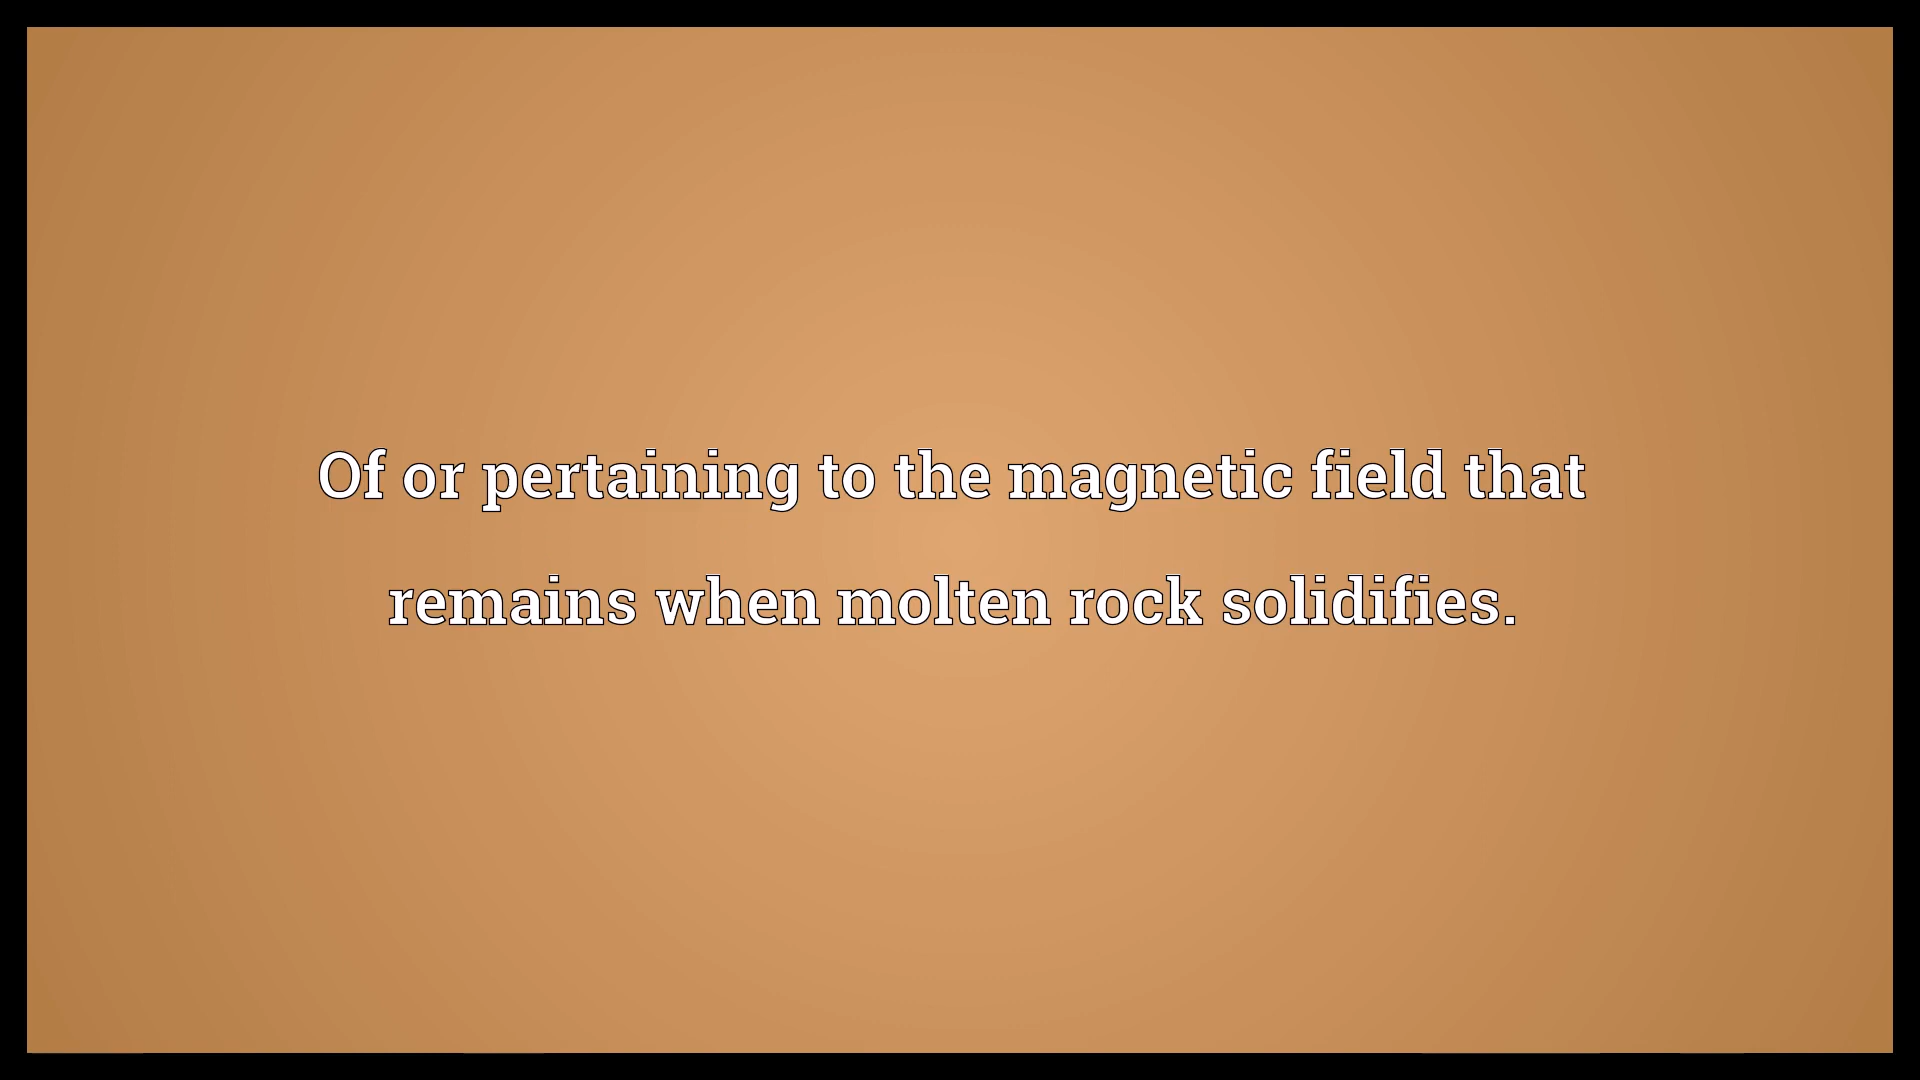 Of or pertaining to the magnetic field that
remains when molten rock solidifies.